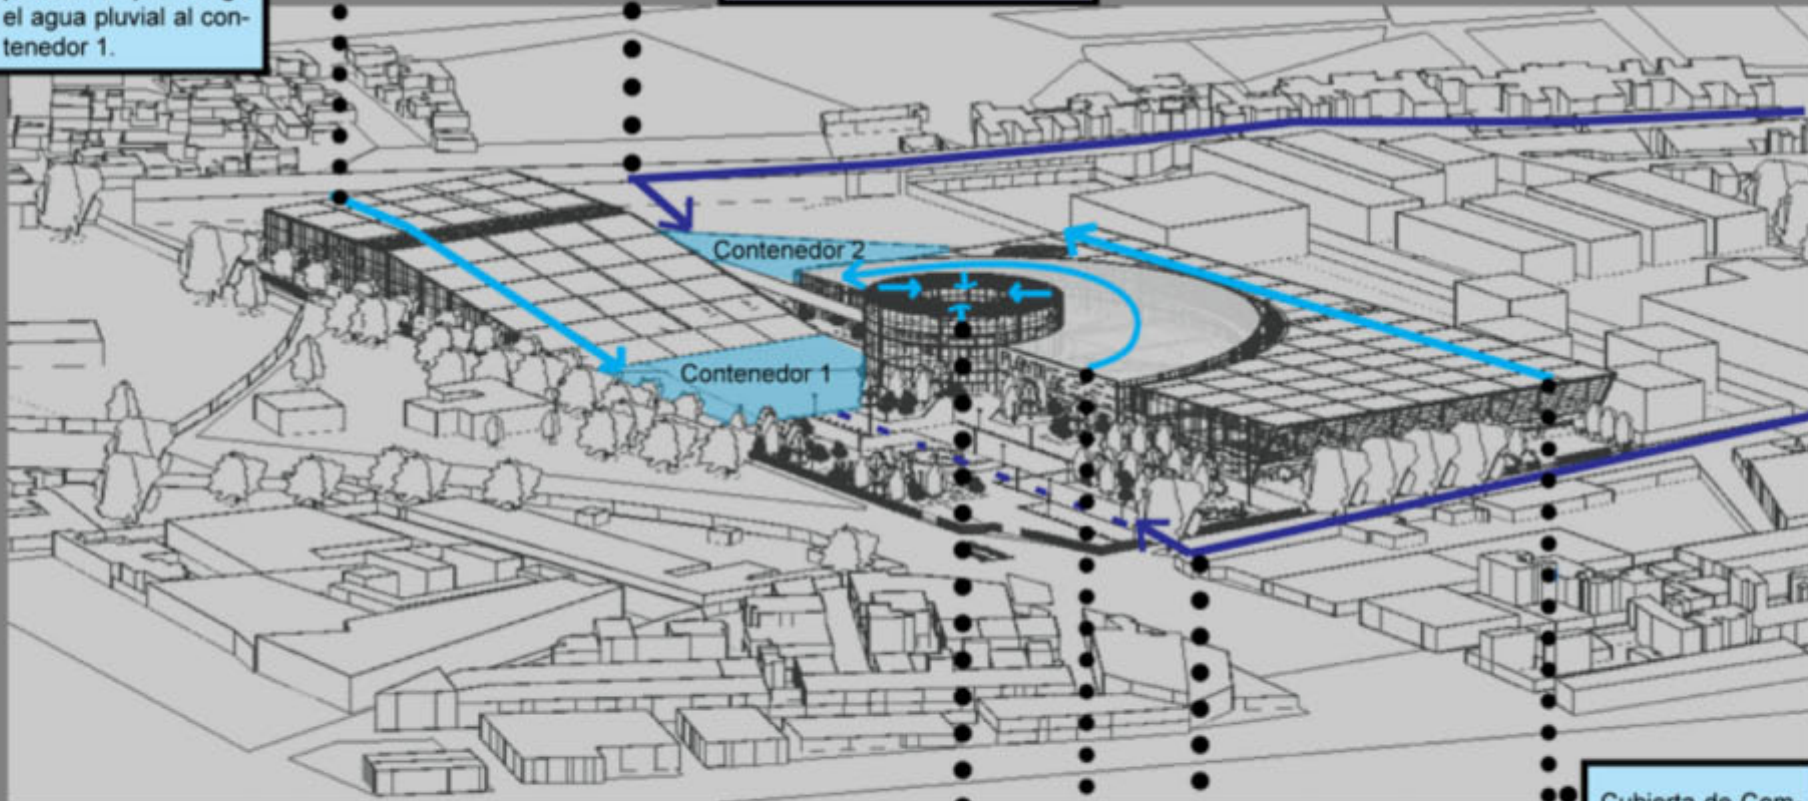 el agua pluvial al con-
tenedor 1.
Contenedor 2
Contenedor 1